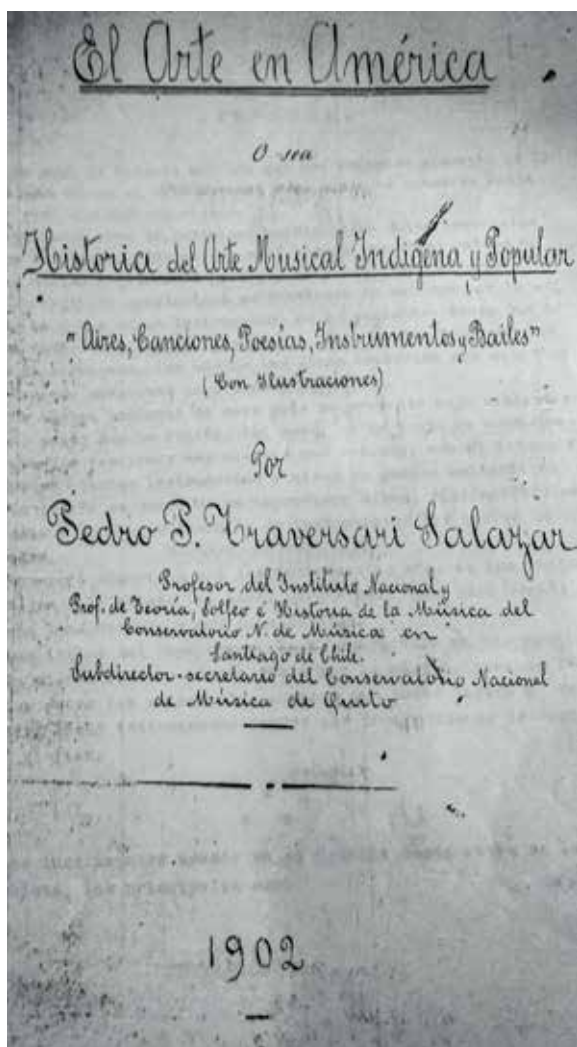 El Arte en América
O sea
Historia del Arte Musical Indígena y Popular
"Aires, Canciones, Poesías, Instrumentos y Bailes"
(Con Ilustraciones)
Por
Pedro P. Traversari Salazar
Profesor del Instituto Nacional y
Prof. de Teoría, Solfeo é Historia de la Música del
Conservatorio N. de Música en
Santiago de Chile.
Subdirector-secretario del Conservatorio Nacional
de Música de Quito
1902